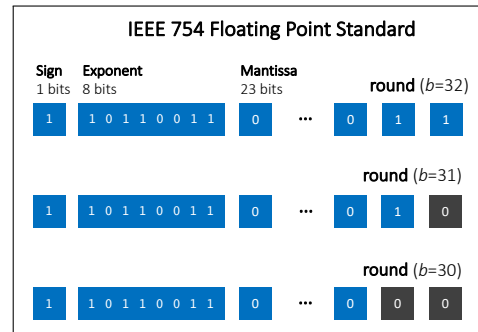 IEEE 754 Floating Point Standard
Sign Exponent Mantissa
1 bits 8 bits 23 bits
round (b=32)
1 1 0 1 1 0 0 1 1 0 ... 0 1 1
round (b=31)
1 1 0 1 1 0 0 1 1 0 ... 0 1 0
round (b=30)
1 1 0 1 1 0 0 1 1 0 ... 0 0 0